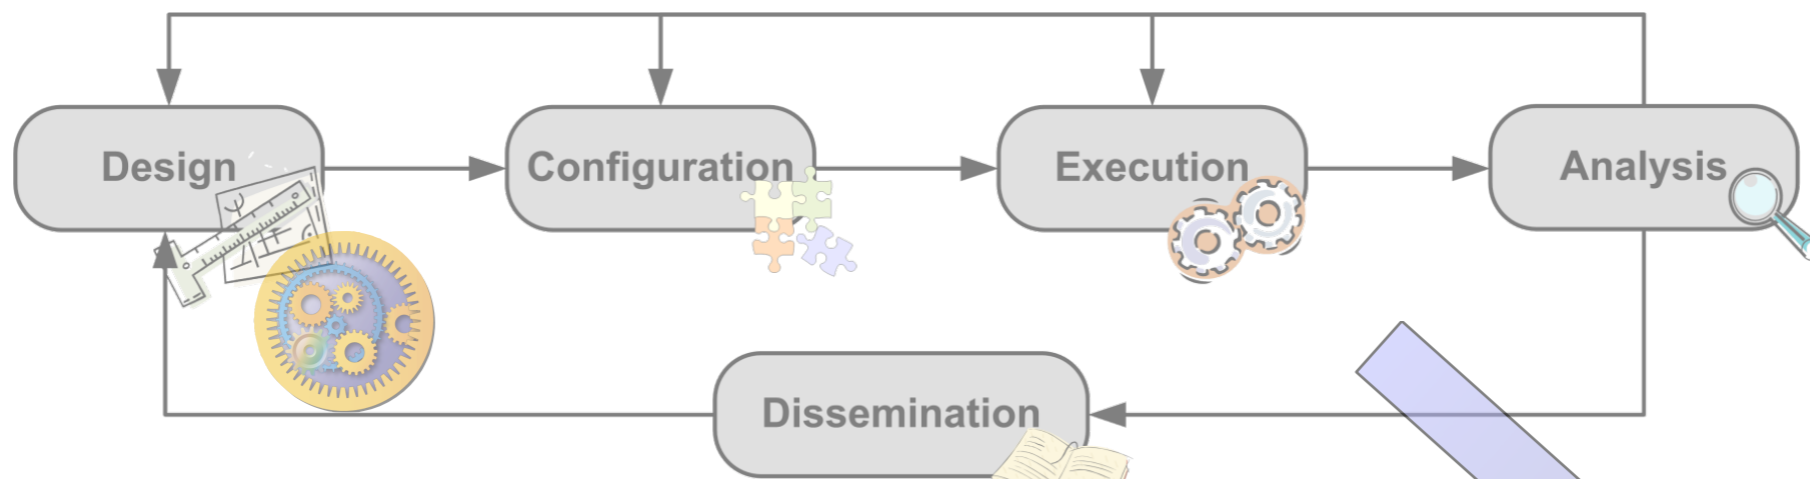 Design
Configuration
Execution
Analysis
Dissemination